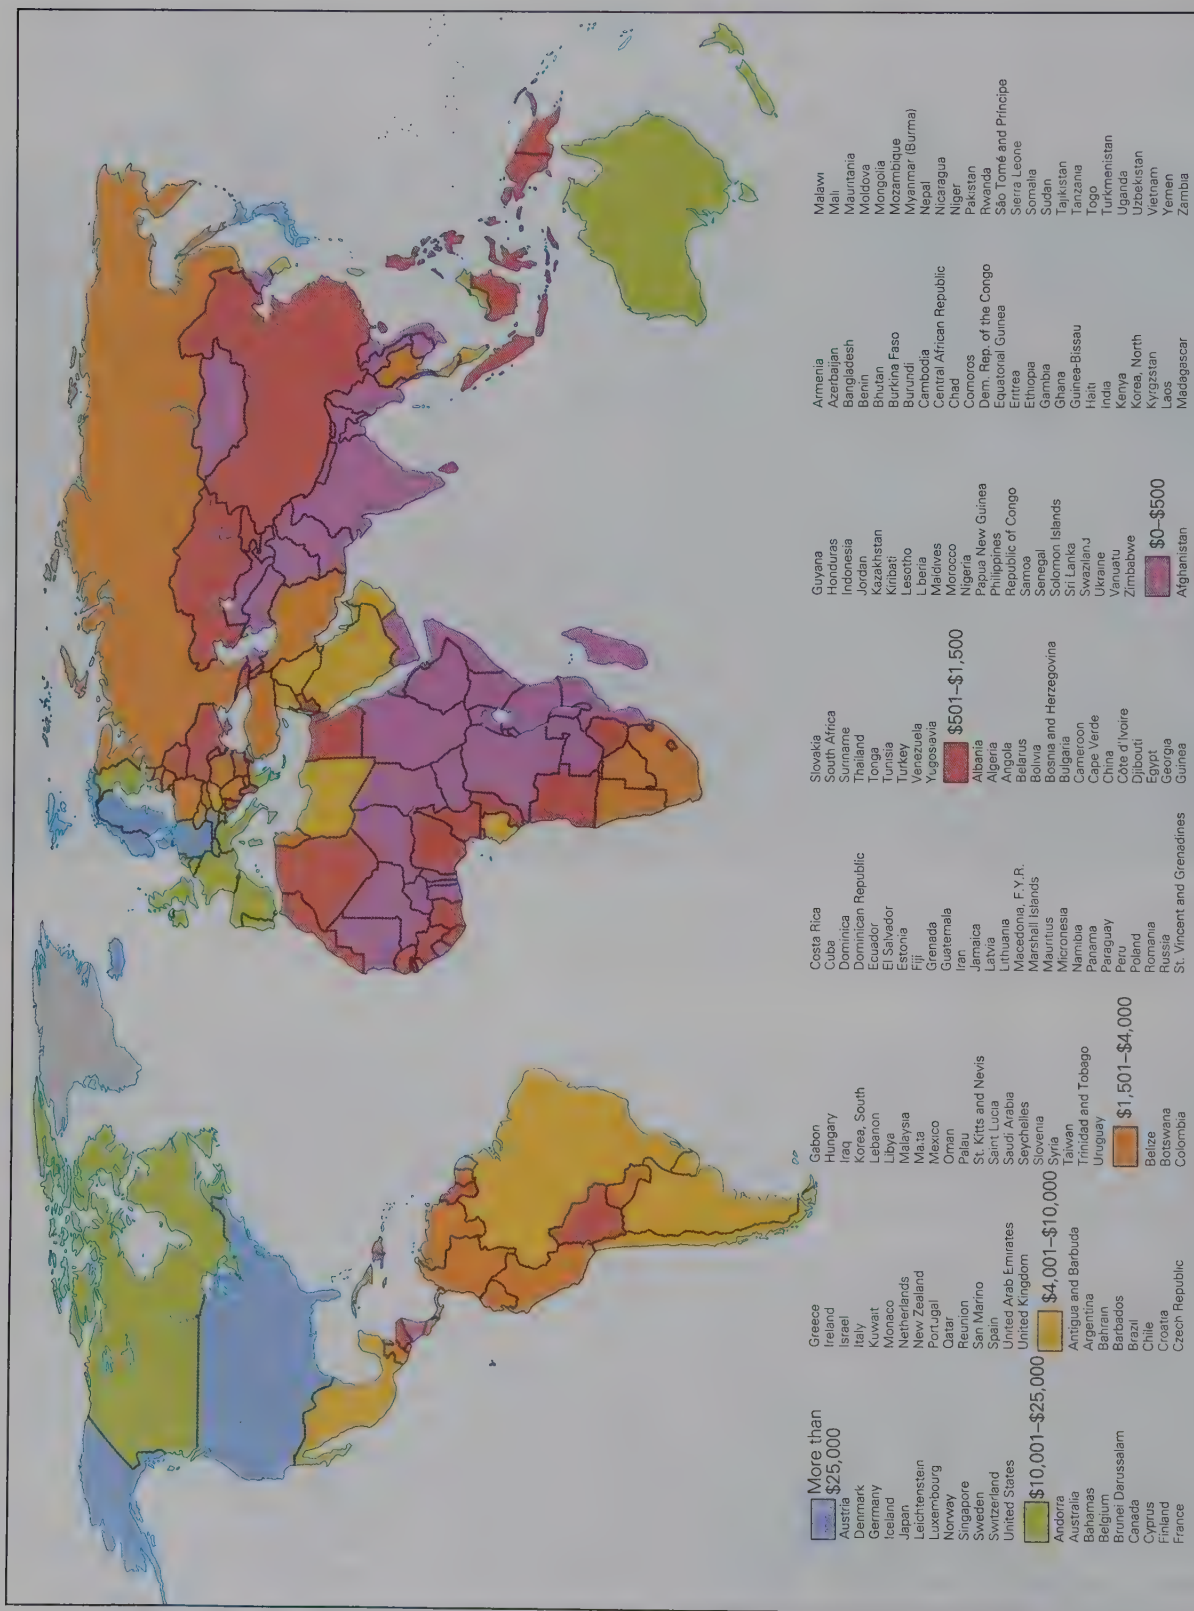 More than
$25,000
Austria
Denmark
Germany
Iceland
Japan
Leichtenstein
Luxembourg
Norway
Singapore
Sweden
Switzerland
United States
$10,001–$25,000
Andorra
Australia
Bahamas
Belgium
Brunei Darussalam
Canada
Cyprus
Finland
France
Greece
Ireland
Israel
Italy
Kuwait
Monaco
Netherlands
New Zealand
Portugal
Qatar
Reunion
San Marino
Spain
United Arab Emirates
United Kingdom
$4,001–$10,000
Antigua and Barbuda
Argentina
Bahrain
Barbados
Brazil
Chile
Croatia
Czech Republic
Gabon
Hungary
Iraq
Korea, South
Lebanon
Libya
Malaysia
Malta
Mexico
Oman
Palau
St. Kitts and Nevis
Saint Lucia
Saudi Arabia
Seychelles
Slovenia
Syria
Taiwan
Trinidad and Tobago
Uruguay
$1,501–$4,000
Belize
Botswana
Colombia
Costa Rica
Cuba
Dominica
Dominican Republic
Ecuador
El Salvador
Estonia
Fiji
Grenada
Guatemala
Iran
Jamaica
Latvia
Lithuania
Macedonia, F.Y.R.
Marshall Islands
Mauritius
Micronesia
Namibia
Panama
Paraguay
Peru
Poland
Romania
Russia
St. Vincent and Grenadines
Slovakia
South Africa
Suriname
Thailand
Tonga
Tunisia
Turkey
Venezuela
Yugoslavia
$501–$1,500
Albania
Algeria
Angola
Belarus
Bolivia
Bosnia and Herzegovina
Bulgaria
Cameroon
Cape Verde
China
Côte d'Ivoire
Djibouti
Egypt
Georgia
Guinea
Guyana
Honduras
Indonesia
Jordan
Kazakhstan
Kiribati
Lesotho
Liberia
Maldives
Morocco
Nigeria
Papua New Guinea
Philippines
Republic of Congo
Samoa
Senegal
Solomon Islands
Sri Lanka
Swaziland
Ukraine
Vanuatu
Zimbabwe
$0–$500
Afghanistan
Armenia
Azerbaijan
Bangladesh
Benin
Bhutan
Burkina Faso
Burundi
Cambodia
Central African Republic
Chad
Comoros
Dem. Rep. of the Congo
Equatorial Guinea
Eritrea
Ethiopia
Gambia
Ghana
Guinea-Bissau
Haiti
India
Kenya
Korea, North
Kyrgzstan
Laos
Madagascar
Malawi
Mali
Mauritania
Moldova
Mongolia
Mozambique
Myanmar (Burma)
Nepal
Nicaragua
Niger
Pakistan
Rwanda
São Tomé and Príncipe
Sierra Leone
Somalia
Sudan
Tajikistan
Tanzania
Togo
Turkmenistan
Uganda
Uzbekistan
Vietnam
Yemen
Zambia